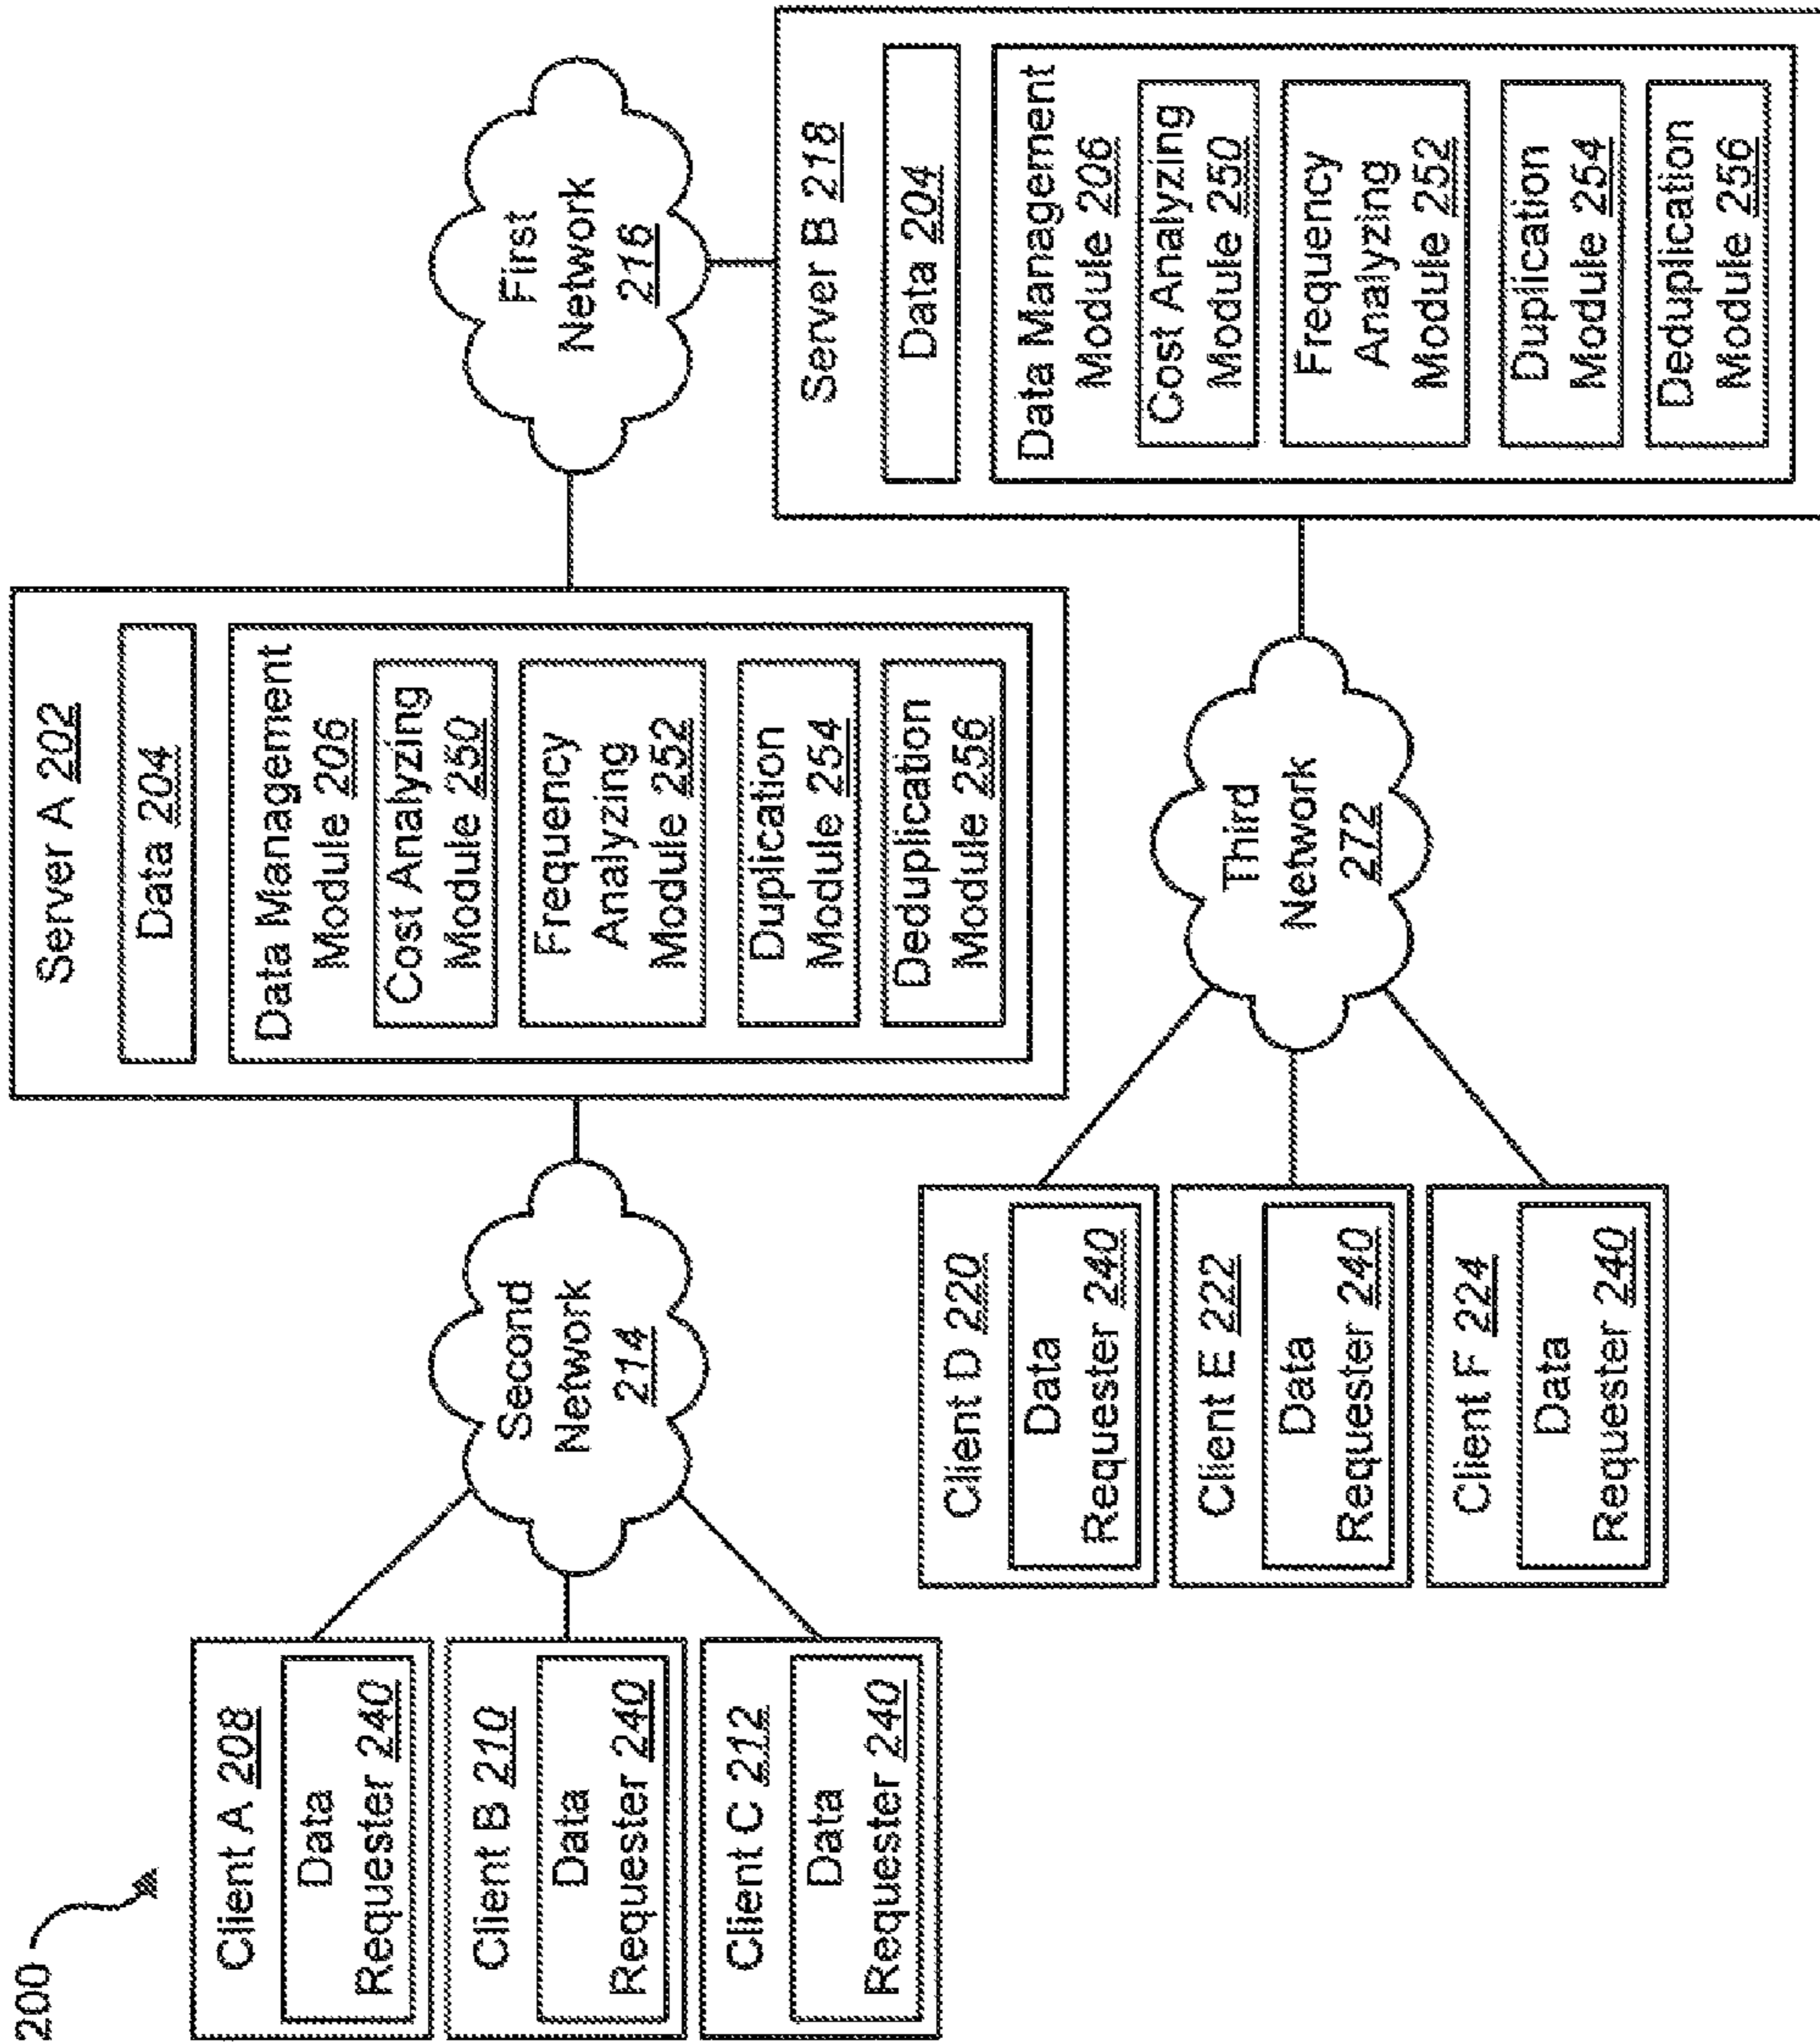 200
Client A 208
Data
Requester 240
Client B 210
Data
Requester 240
Client C 212
Data
Requester 240
Second
Network
214
Server A 202
Data 204
Data Management
Module 206
Cost Analyzing
Module 250
Frequency
Analyzing
Module 252
Duplication
Module 254
Deduplication
Module 256
First
Network
216
Client D 220
Data
Requester 240
Client E 222
Data
Requester 240
Client F 224
Data
Requester 240
Third
Network
272
Server B 218
Data 204
Data Management
Module 206
Cost Analyzing
Module 250
Frequency
Analyzing
Module 252
Duplication
Module 254
Deduplication
Module 256